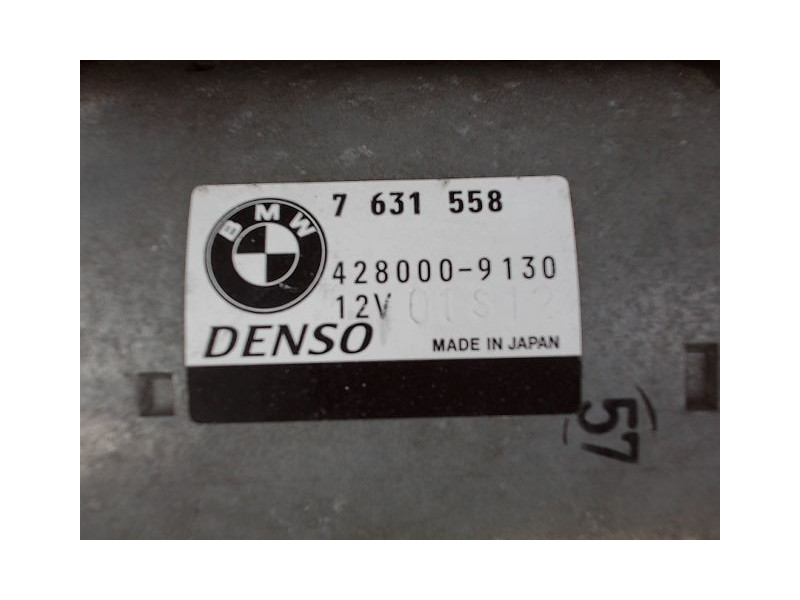 BMW
7 631 558
428000-9130
12V 01S12
DENSO
MADE IN JAPAN
57